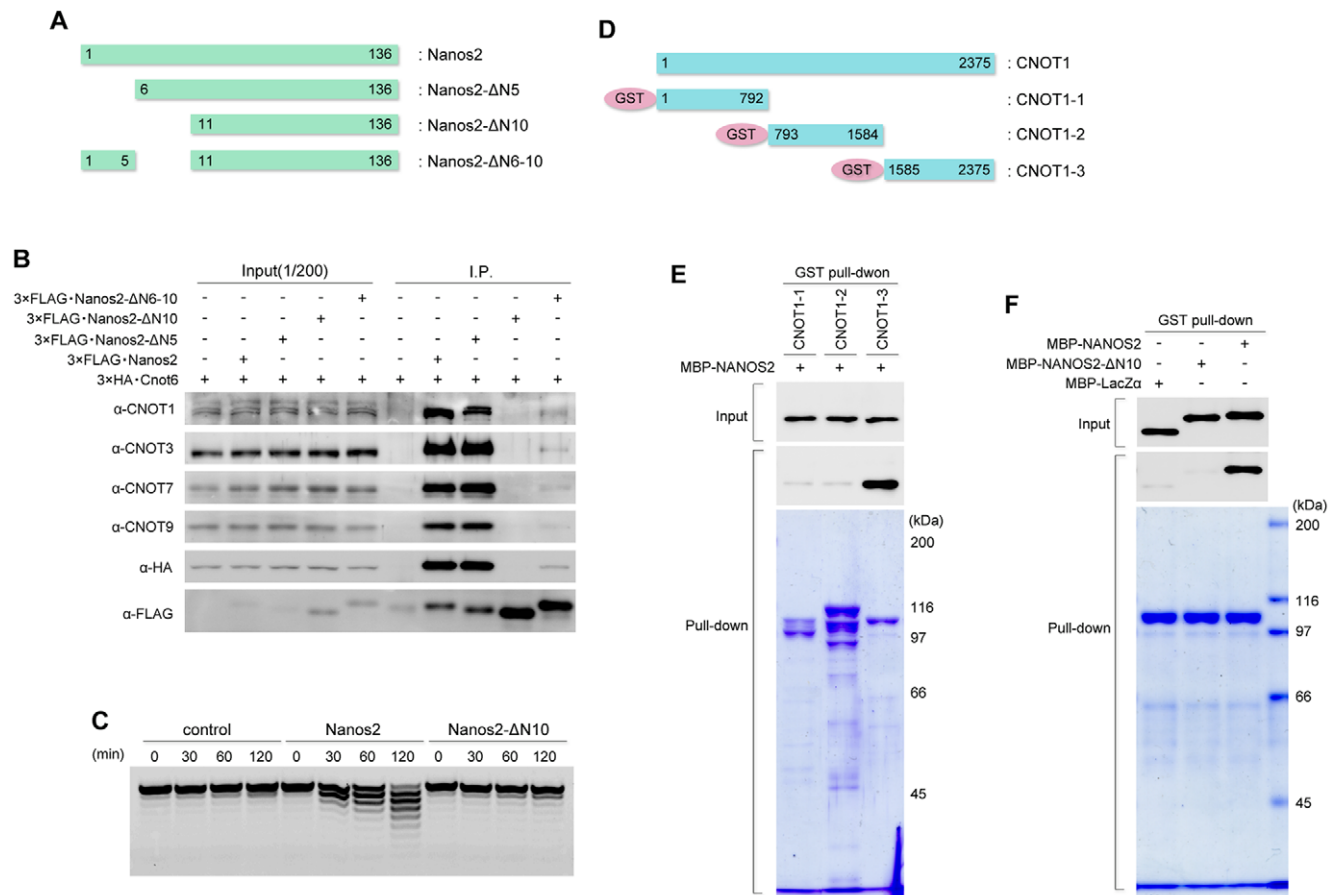 A
1 136 : Nanos2
6 136 : Nanos2-ΔN5
11 136 : Nanos2-ΔN10
1 5 11 136 : Nanos2-ΔN6-10
B
Input(1/200) I.P.
3×FLAG・Nanos2-ΔN6-10 - - - - + - - - - +
3×FLAG・Nanos2-ΔN10 - - - + - - - - + -
3×FLAG・Nanos2-ΔN5 - - + - - - - + - -
3×FLAG・Nanos2 - + - - - - + - - -
3×HA・Cnot6 + + + + + + + + + +
α-CNOT1
α-CNOT3
α-CNOT7
α-CNOT9
α-HA
α-FLAG
C
control Nanos2 Nanos2-ΔN10
(min) 0 30 60 120 0 30 60 120 0 30 60 120
D
1 2375 : CNOT1
GST 1 792 : CNOT1-1
GST 793 1584 : CNOT1-2
GST 1585 2375 : CNOT1-3
E
GST pull-dwon
CNOT1-1 CNOT1-2 CNOT1-3
MBP-NANOS2 + + +
Input
Pull-down
(kDa)
200
116
97
66
45
F
GST pull-down
MBP-NANOS2 - - +
MBP-NANOS2-ΔN10 - + -
MBP-LacZα + - -
Input
Pull-down
(kDa)
200
116
97
66
45